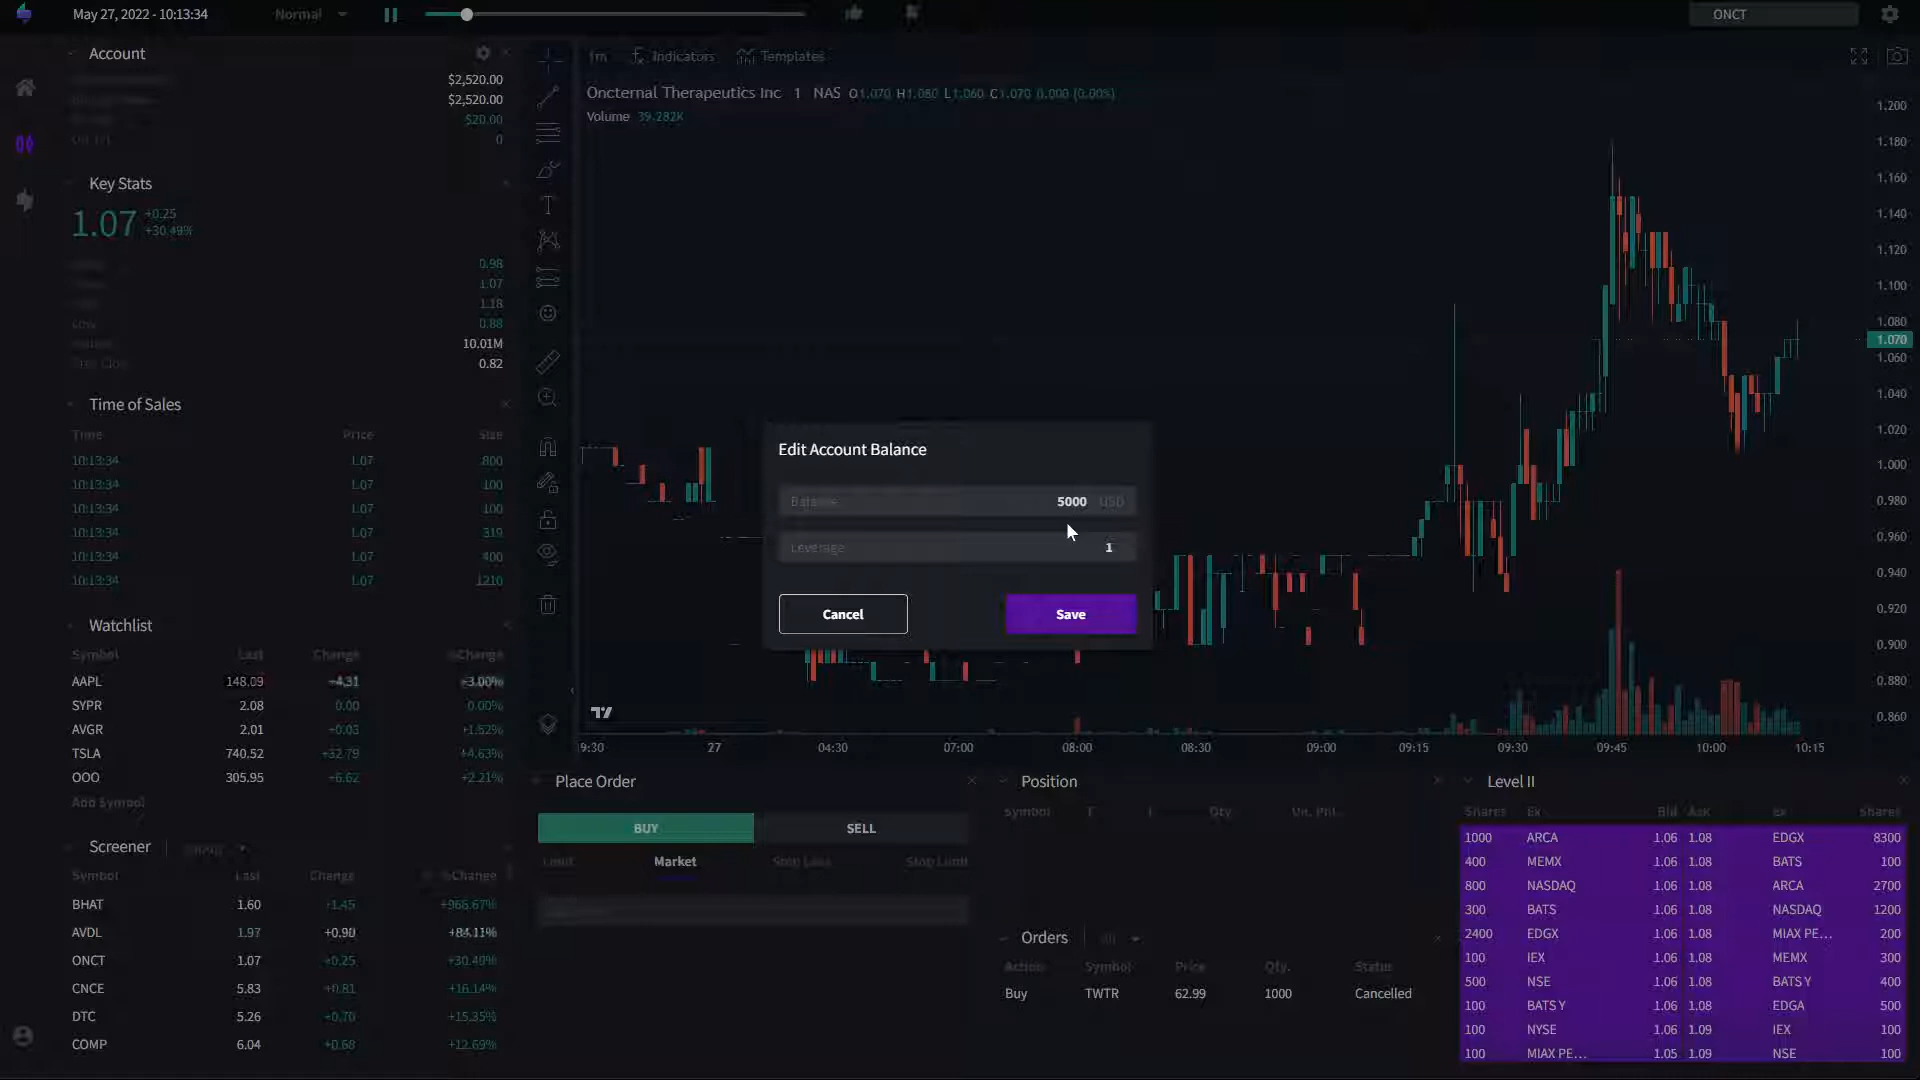 May 27, 2022 - 10:13:34 Normal ONCT
Account
$2,520.00
$2,520.00
$20.00
0
Key Stats
1.07 +0.25
+30.49%
0.98
1.07
1.18
Low 0.88
10.01M
Prev Close 0.82
Time of Sales
Time Price Size
10:13:34 1.07 800
10:13:34 1.07 100
10:13:34 1.07 100
10:13:34 1.07 319
10:13:34 1.07 400
10:13:34 1.07 1210
Watchlist
Symbol Last Change %Change
AAPL 148.09 -4.31 -3.00%
SYPR 2.08 0.00 0.00%
AVGR 2.01 +0.03 +1.52%
TSLA 740.52 +32.79 +4.63%
OOO 305.95 +6.62 +2.21%
Add Symbol
Screener
Symbol Last Change %Change
BHAT 1.60 +1.45 +966.67%
AVDL 1.97 +0.90 +84.11%
ONCT 1.07 +0.25 +30.49%
CNCE 5.83 +0.81 +16.14%
DTC 5.26 +0.70 +15.35%
COMP 6.04 +0.68 +12.69%
1m Indicators Templates
Oncternal Therapeutics Inc 1 NAS O1.070 H1.080 L1.060 C1.070 0.000 (0.00%)
Volume 39.282K
1.200
1.180
1.160
1.140
1.120
1.100
1.080
1.070
1.060
1.040
1.020
1.000
0.980
0.960
0.940
0.920
0.900
0.880
0.860
9:30 27 04:30 07:00 08:00 08:30 09:00 09:15 09:30 09:45 10:00 10:15
Edit Account Balance
Balance 5000 USD
Leverage 1
Cancel Save
Place Order
BUY SELL
Limit Market Stop Loss Stop Limit
Position
Symbol Qty Un. PnL
Orders All
Action Symbol Price Qty. Status
Buy TWTR 62.99 1000 Cancelled
Level II
Shares Ex Bid Ask Ex Shares
1000 ARCA 1.06 1.08 EDGX 8300
400 MEMX 1.06 1.08 BATS 100
800 NASDAQ 1.06 1.08 ARCA 2700
300 BATS 1.06 1.08 NASDAQ 1200
2400 EDGX 1.06 1.08 MIAX PE... 200
100 IEX 1.06 1.08 MEMX 300
500 NSE 1.06 1.08 BATS Y 400
100 BATS Y 1.06 1.08 EDGA 500
100 NYSE 1.06 1.09 IEX 100
100 MIAX PE... 1.05 1.09 NSE 100